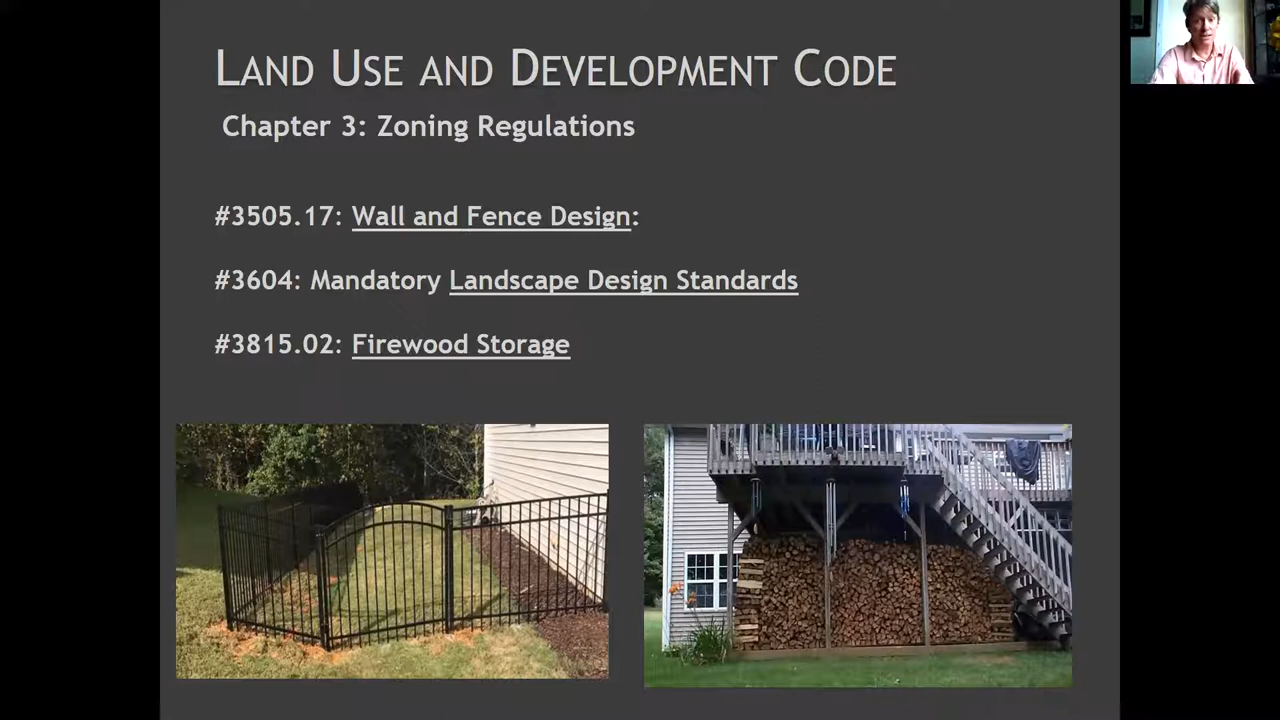 Land Use and Development Code
Chapter 3: Zoning Regulations
#3505.17: Wall and Fence Design:
#3604: Mandatory Landscape Design Standards
#3815.02: Firewood Storage